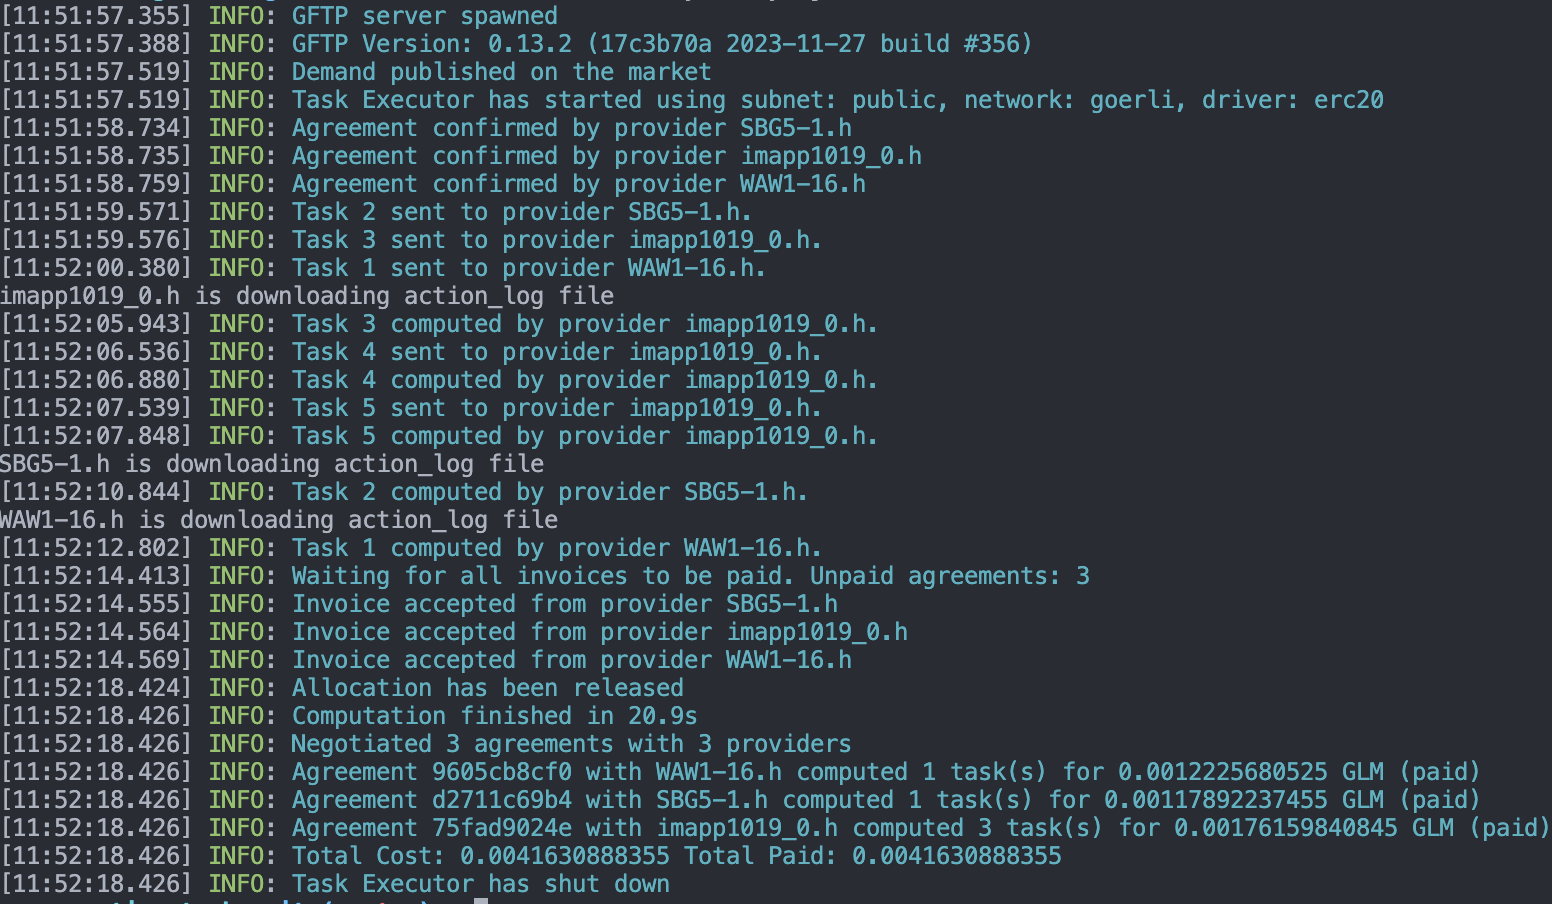 [11:51:57.355] INFO: GFTP server spawned
[11:51:57.388] INFO: GFTP Version: 0.13.2 (17c3b70a 2023-11-27 build #356)
[11:51:57.519] INFO: Demand published on the market
[11:51:57.519] INFO: Task Executor has started using subnet: public, network: goerli, driver: erc20
[11:51:58.734] INFO: Agreement confirmed by provider SBG5-1.h
[11:51:58.735] INFO: Agreement confirmed by provider imapp1019_0.h
[11:51:58.759] INFO: Agreement confirmed by provider WAW1-16.h
[11:51:59.571] INFO: Task 2 sent to provider SBG5-1.h.
[11:51:59.576] INFO: Task 3 sent to provider imapp1019_0.h.
[11:52:00.380] INFO: Task 1 sent to provider WAW1-16.h.
imapp1019_0.h is downloading action_log file
[11:52:05.943] INFO: Task 3 computed by provider imapp1019_0.h.
[11:52:06.536] INFO: Task 4 sent to provider imapp1019_0.h.
[11:52:06.880] INFO: Task 4 computed by provider imapp1019_0.h.
[11:52:07.539] INFO: Task 5 sent to provider imapp1019_0.h.
[11:52:07.848] INFO: Task 5 computed by provider imapp1019_0.h.
SBG5-1.h is downloading action_log file
[11:52:10.844] INFO: Task 2 computed by provider SBG5-1.h.
WAW1-16.h is downloading action_log file
[11:52:12.802] INFO: Task 1 computed by provider WAW1-16.h.
[11:52:14.413] INFO: Waiting for all invoices to be paid. Unpaid agreements: 3
[11:52:14.555] INFO: Invoice accepted from provider SBG5-1.h
[11:52:14.564] INFO: Invoice accepted from provider imapp1019_0.h
[11:52:14.569] INFO: Invoice accepted from provider WAW1-16.h
[11:52:18.424] INFO: Allocation has been released
[11:52:18.426] INFO: Computation finished in 20.9s
[11:52:18.426] INFO: Negotiated 3 agreements with 3 providers
[11:52:18.426] INFO: Agreement 9605cb8cf0 with WAW1-16.h computed 1 task(s) for 0.0012225680525 GLM (paid)
[11:52:18.426] INFO: Agreement d2711c69b4 with SBG5-1.h computed 1 task(s) for 0.00117892237455 GLM (paid)
[11:52:18.426] INFO: Agreement 75fad9024e with imapp1019_0.h computed 3 task(s) for 0.00176159840845 GLM (paid)
[11:52:18.426] INFO: Total Cost: 0.0041630888355 Total Paid: 0.0041630888355
[11:52:18.426] INFO: Task Executor has shut down